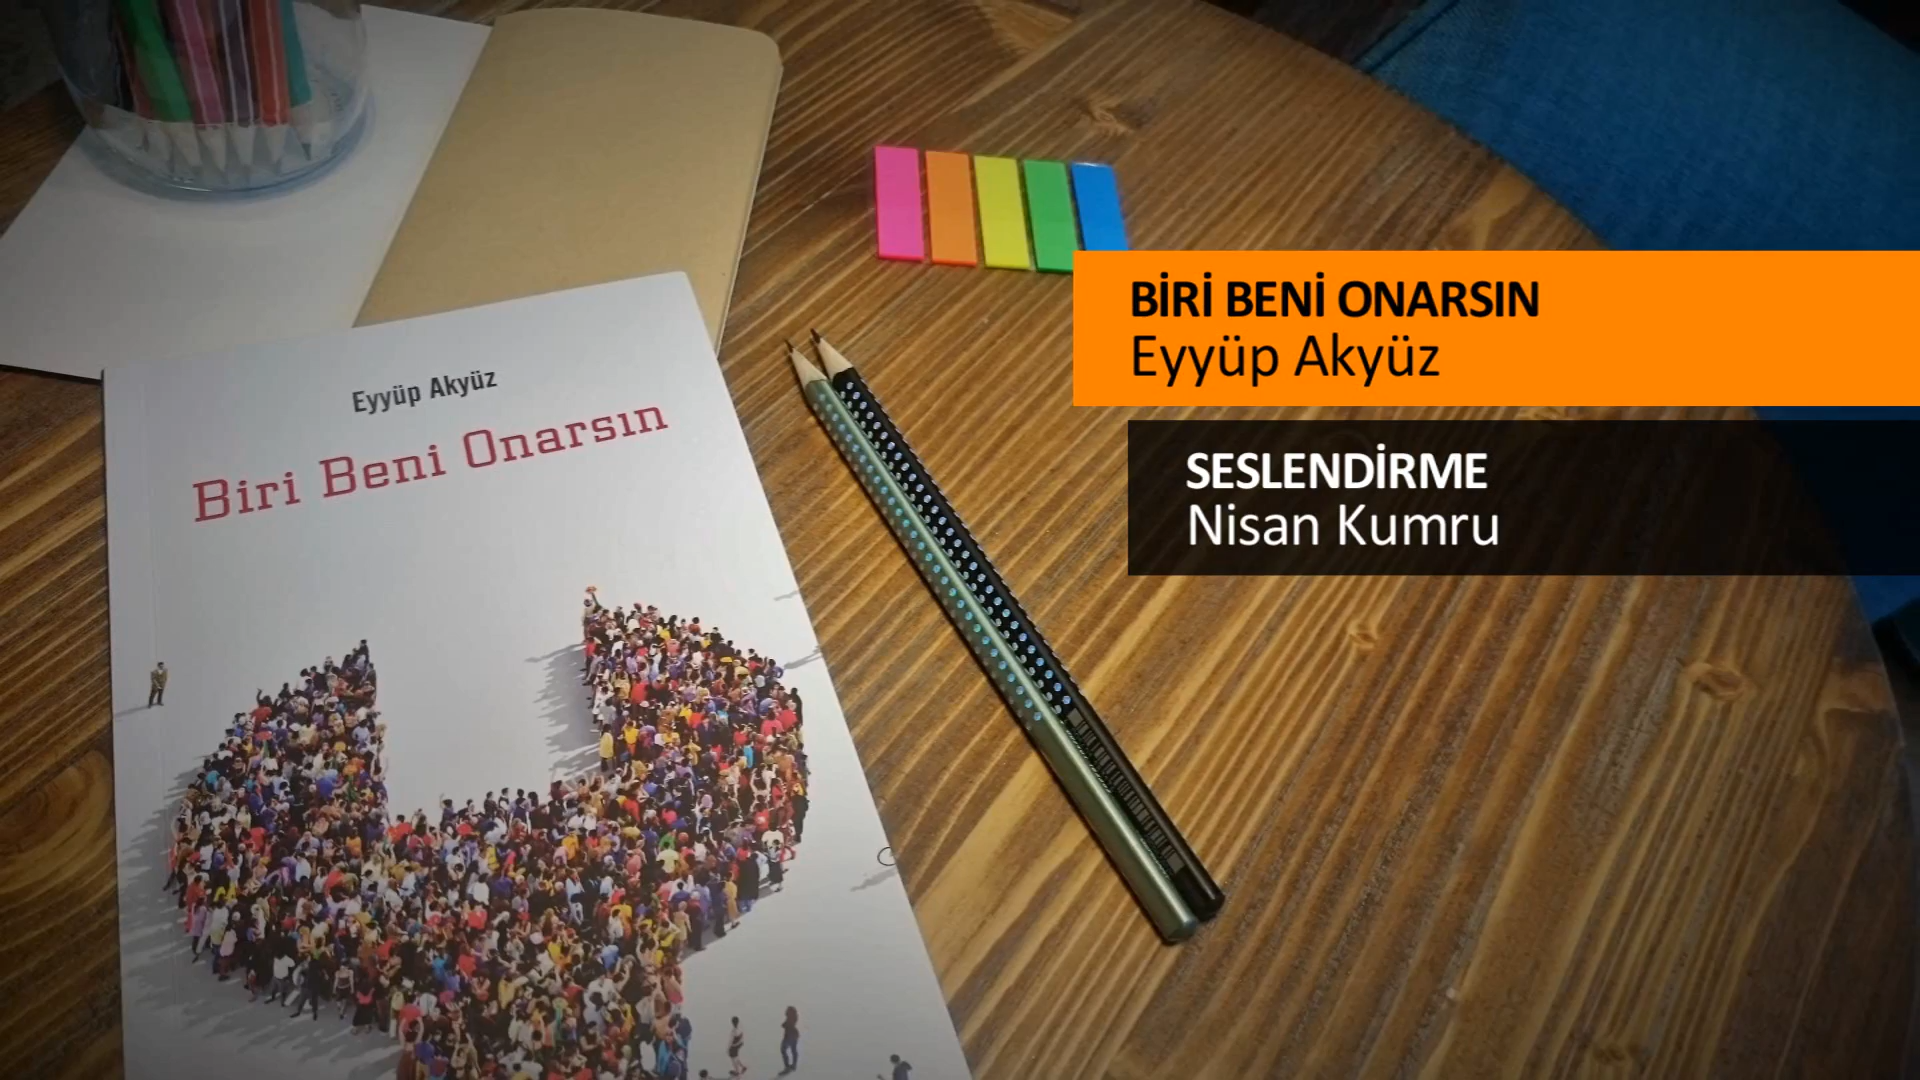 Eyyüp Akyüz
Biri Beni Onarsın
BİRİ BENİ ONARSIN
Eyyüp Akyüz
SESLENDİRME
Nisan Kumru